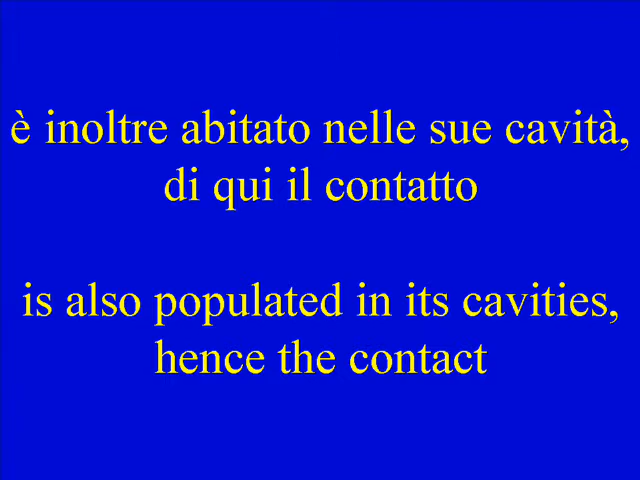 è inoltre abitato nelle sue cavità,
di qui il contatto
is also populated in its cavities,
hence the contact